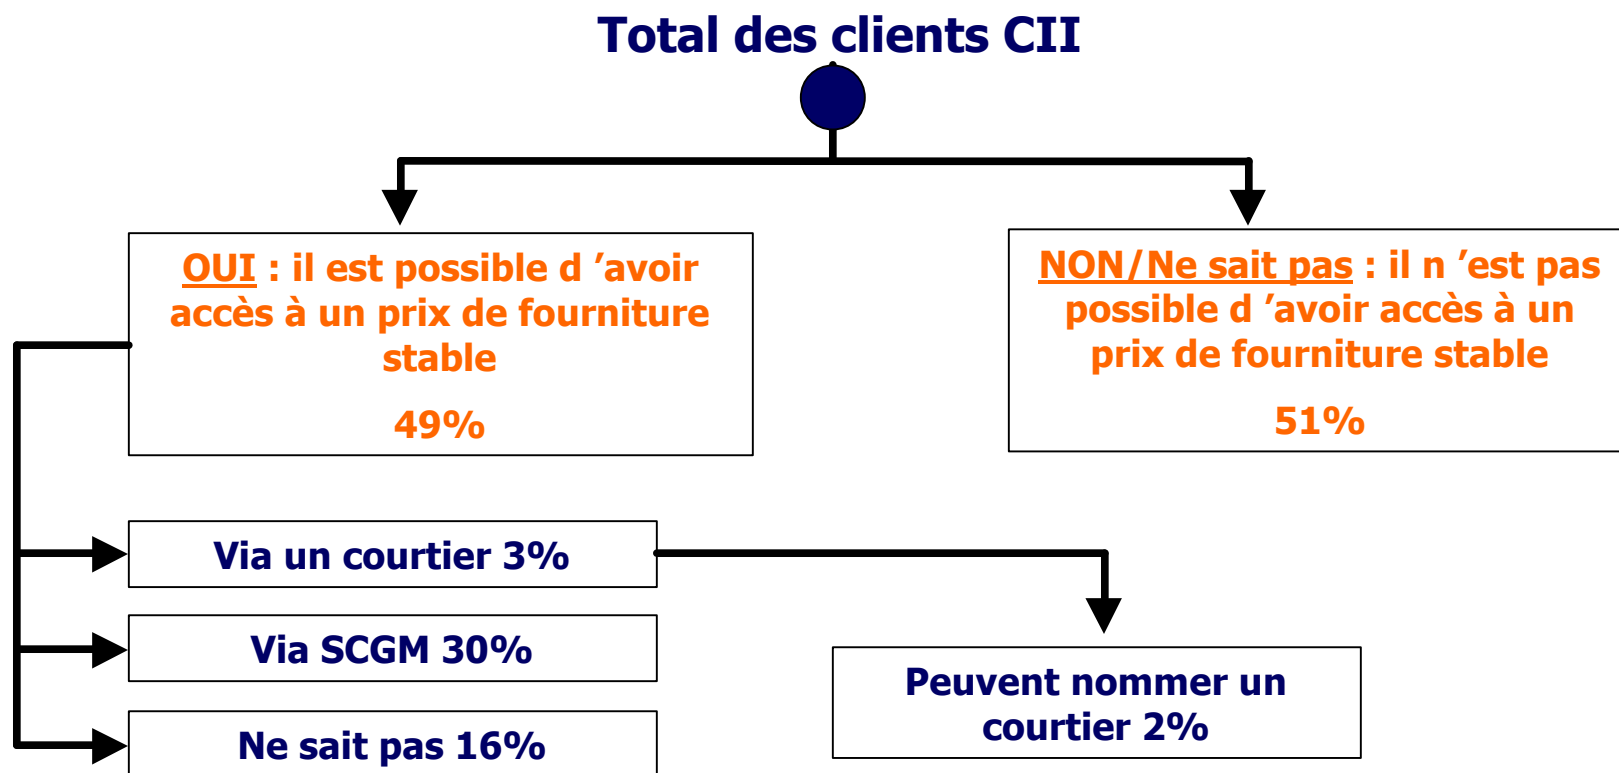 Total des clients CII
OUI : il est possible d ’avoir
accès à un prix de fourniture
stable
49%
NON/Ne sait pas : il n ’est pas
possible d ’avoir accès à un
prix de fourniture stable
51%
Via un courtier 3%
Via SCGM 30%
Ne sait pas 16%
Peuvent nommer un
courtier 2%